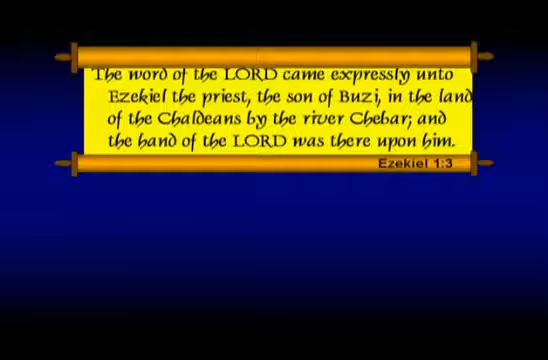 The word of the LORD came expressly unto
Ezekiel the priest, the son of Buzi, in the land
of the Chaldeans by the river Chebar; and
the hand of the LORD was there upon him.
Ezekiel 1:3